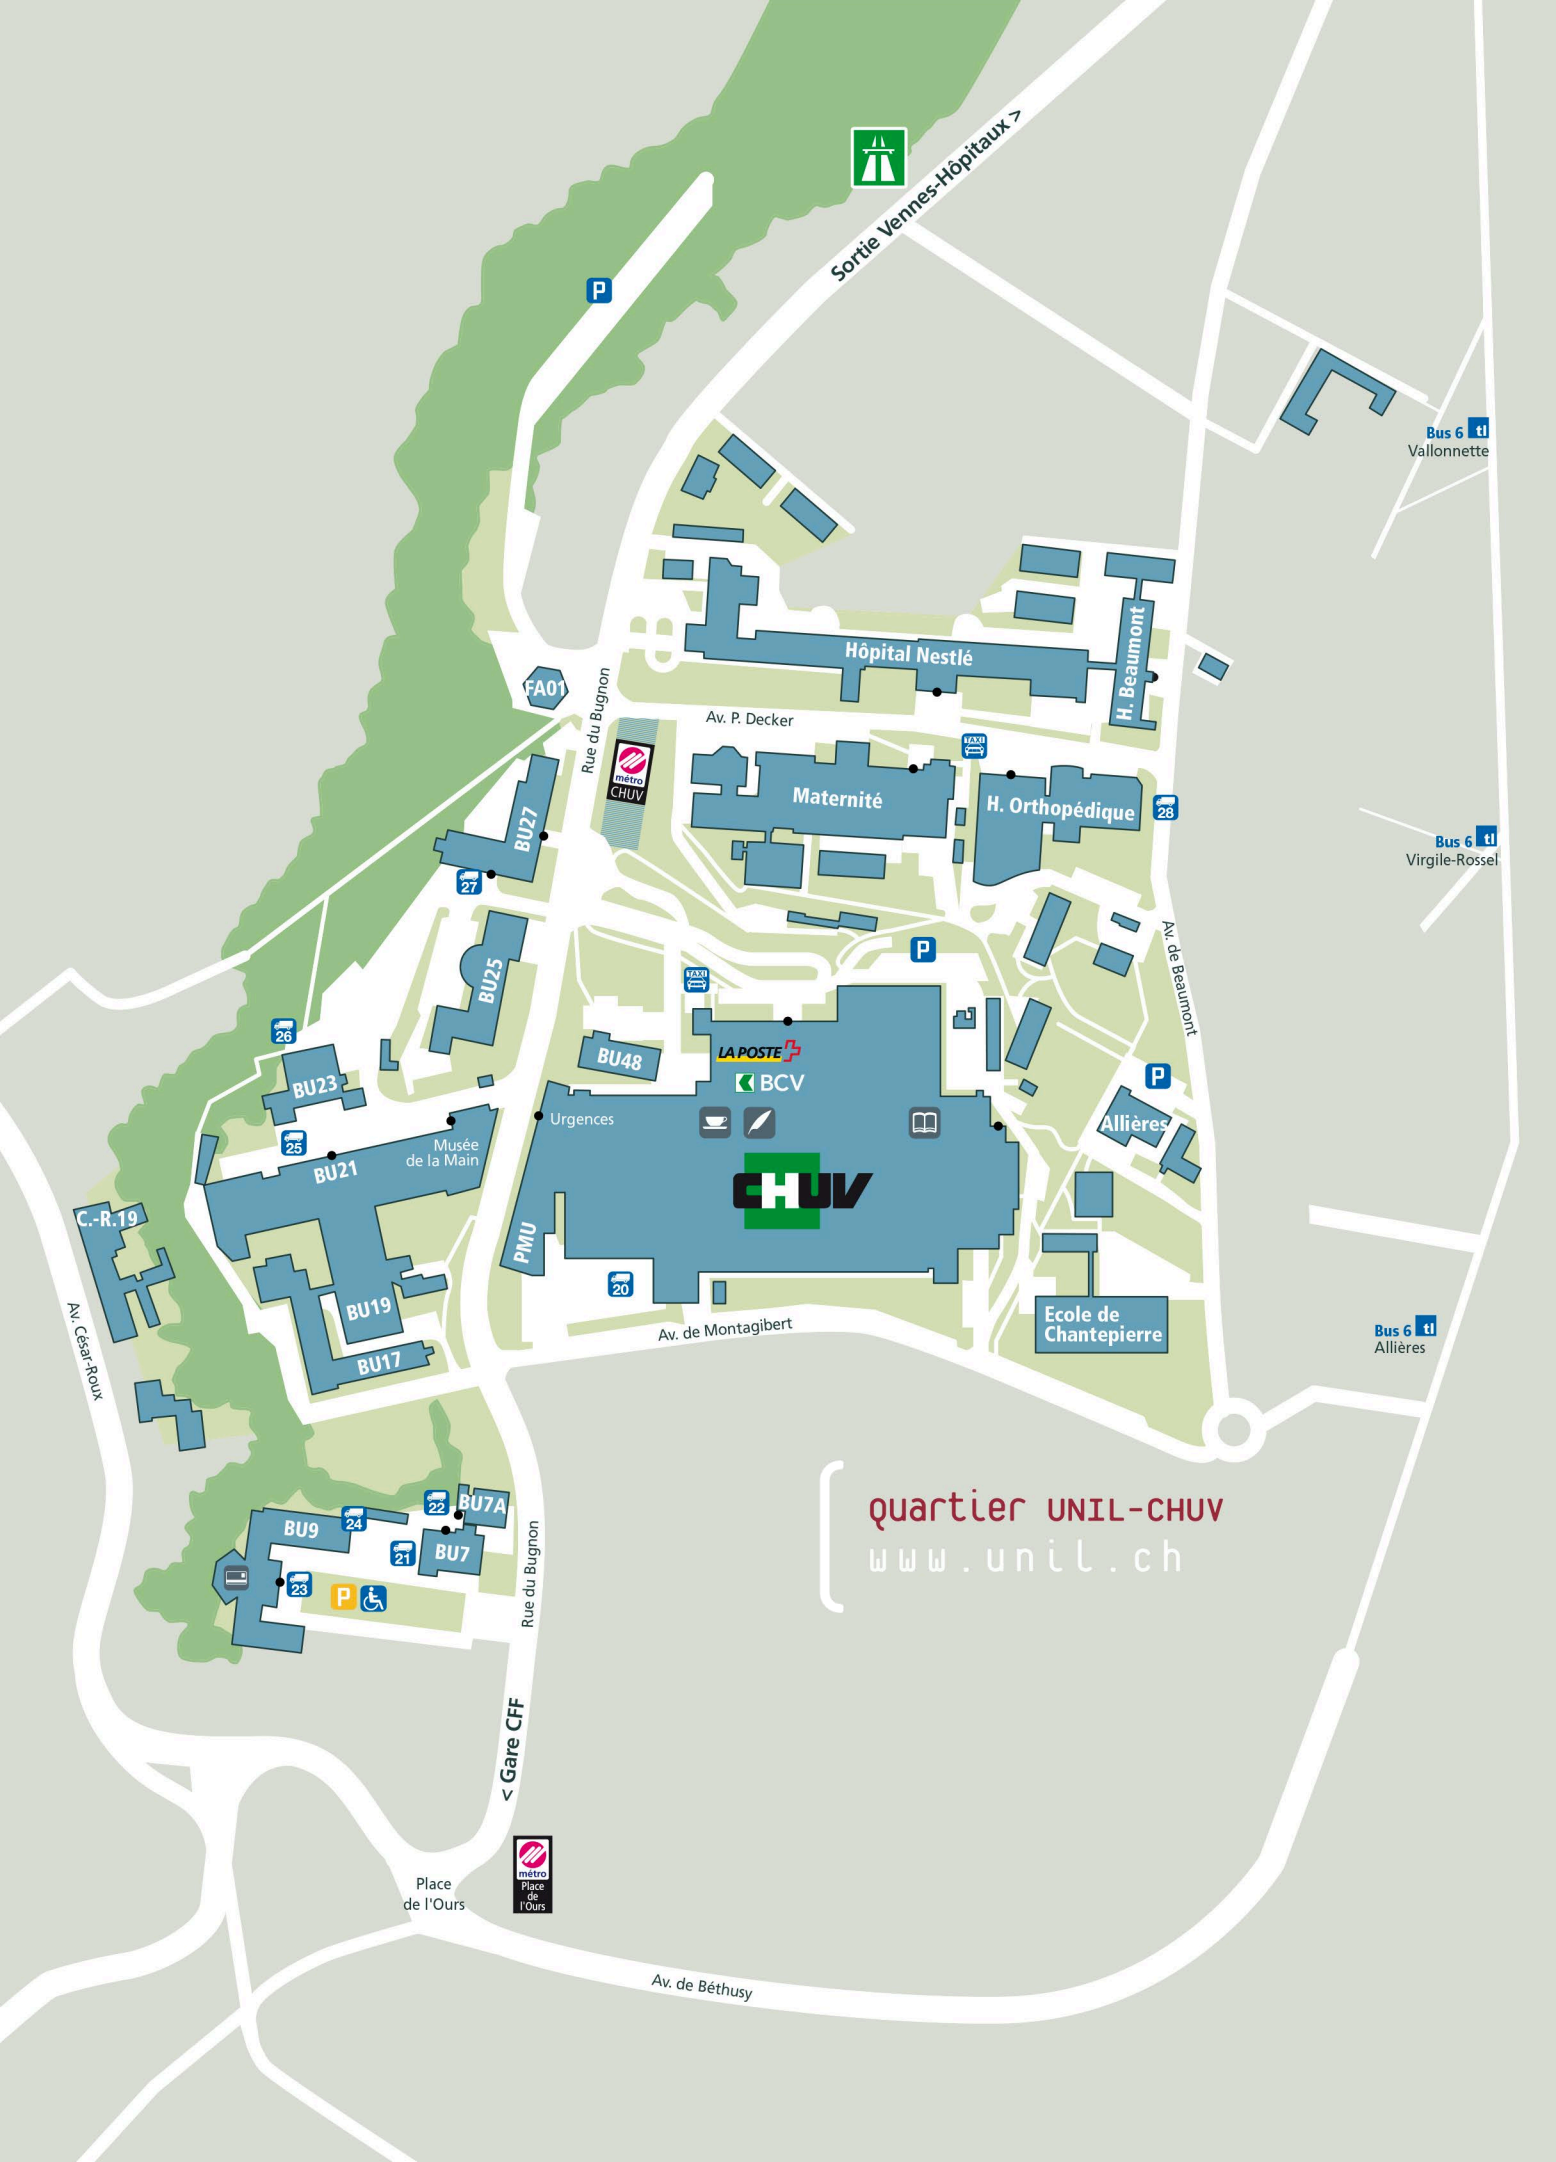 Sortie Vennes-Hôpitaux >
P
Bus 6 tl
Vallonnette
Hôpital Nestlé
H. Beaumont
FA01
Rue du Bugnon
Av. P. Decker
TAXI
métro
CHUV
Maternité
H. Orthopédique
28
BU27
27
Bus 6 tl
Virgile-Rossel
Av. de Beaumont
BU25
P
TAXI
26
BU48
LA POSTE
BCV
BU23
P
Urgences
Allières
25
Musée
de la Main
BU21
CHUV
C.-R.19
PMU
20
BU19
Ecole de
Chantepierre
Av. de Montagibert
Bus 6 tl
Allières
BU17
Av. César-Roux
22
BU7A
24
BU9
21
BU7
23
P
Rue du Bugnon
quartier UNIL-CHUV
www.unil.ch
< Gare CFF
métro
Place
de
l'Ours
Place
de l'Ours
Av. de Béthusy